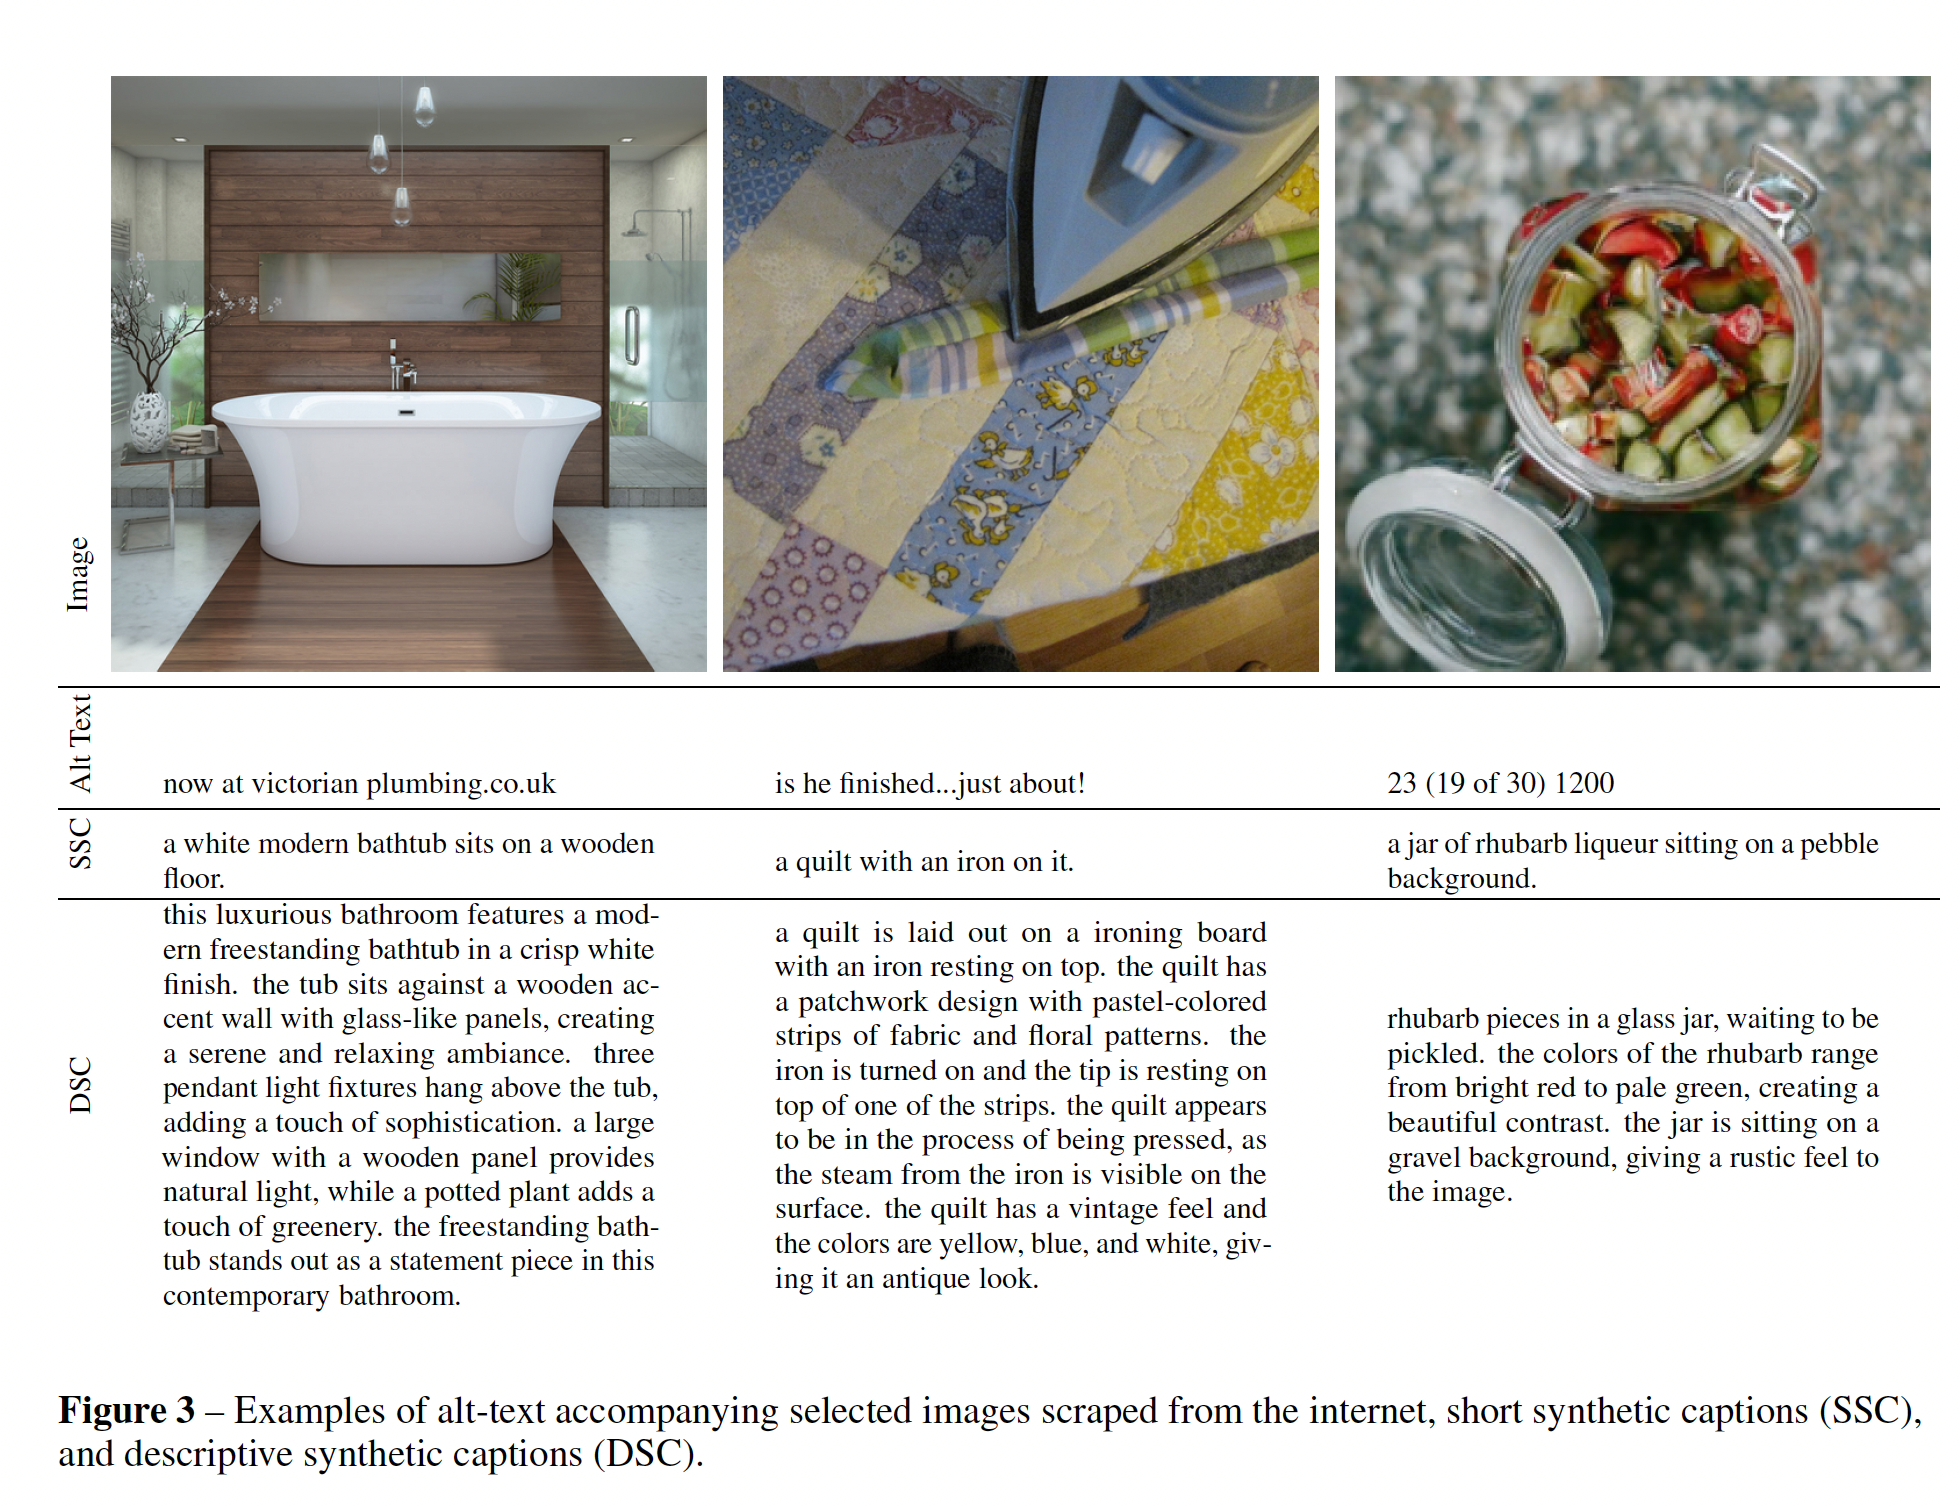 Image
Alt Text
now at victorian plumbing.co.uk
is he finished...just about!
23 (19 of 30) 1200
SSC
a white modern bathtub sits on a wooden
floor.
a quilt with an iron on it.
a jar of rhubarb liqueur sitting on a pebble
background.
DSC
this luxurious bathroom features a mod-
ern freestanding bathtub in a crisp white
finish. the tub sits against a wooden ac-
cent wall with glass-like panels, creating
a serene and relaxing ambiance. three
pendant light fixtures hang above the tub,
adding a touch of sophistication. a large
window with a wooden panel provides
natural light, while a potted plant adds a
touch of greenery. the freestanding bath-
tub stands out as a statement piece in this
contemporary bathroom.
a quilt is laid out on a ironing board
with an iron resting on top. the quilt has
a patchwork design with pastel-colored
strips of fabric and floral patterns. the
iron is turned on and the tip is resting on
top of one of the strips. the quilt appears
to be in the process of being pressed, as
the steam from the iron is visible on the
surface. the quilt has a vintage feel and
the colors are yellow, blue, and white, giv-
ing it an antique look.
rhubarb pieces in a glass jar, waiting to be
pickled. the colors of the rhubarb range
from bright red to pale green, creating a
beautiful contrast. the jar is sitting on a
gravel background, giving a rustic feel to
the image.
Figure 3 – Examples of alt-text accompanying selected images scraped from the internet, short synthetic captions (SSC),
and descriptive synthetic captions (DSC).